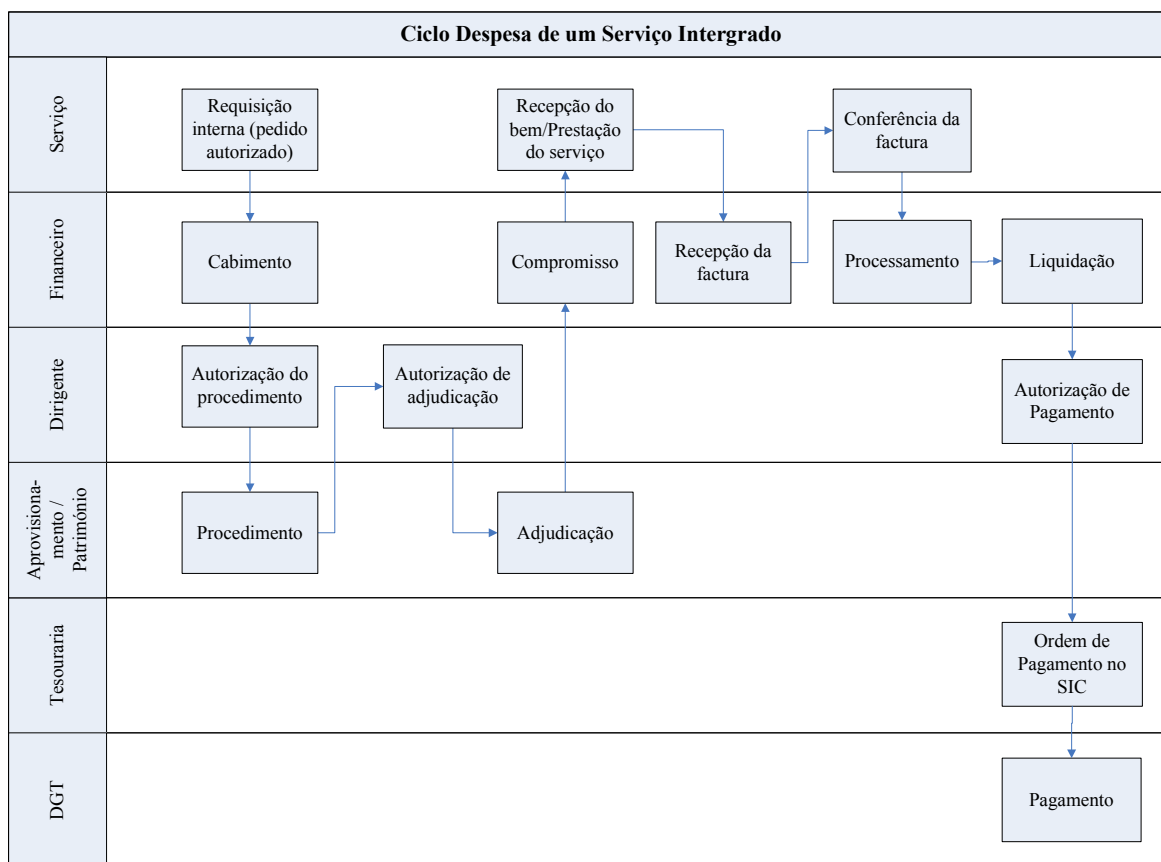 Ciclo Despesa de um Serviço Intergrado
Serviço
Requisição
interna (pedido
autorizado)
Recepção do
bem/Prestação
do serviço
Conferência da
factura
Financeiro
Cabimento
Compromisso
Recepção da
factura
Processamento
Liquidação
Dirigente
Autorização do
procedimento
Autorização de
adjudicação
Autorização de
Pagamento
Aprovisiona-
mento /
Património
Procedimento
Adjudicação
Tesouraria
Ordem de
Pagamento no
SIC
DGT
Pagamento